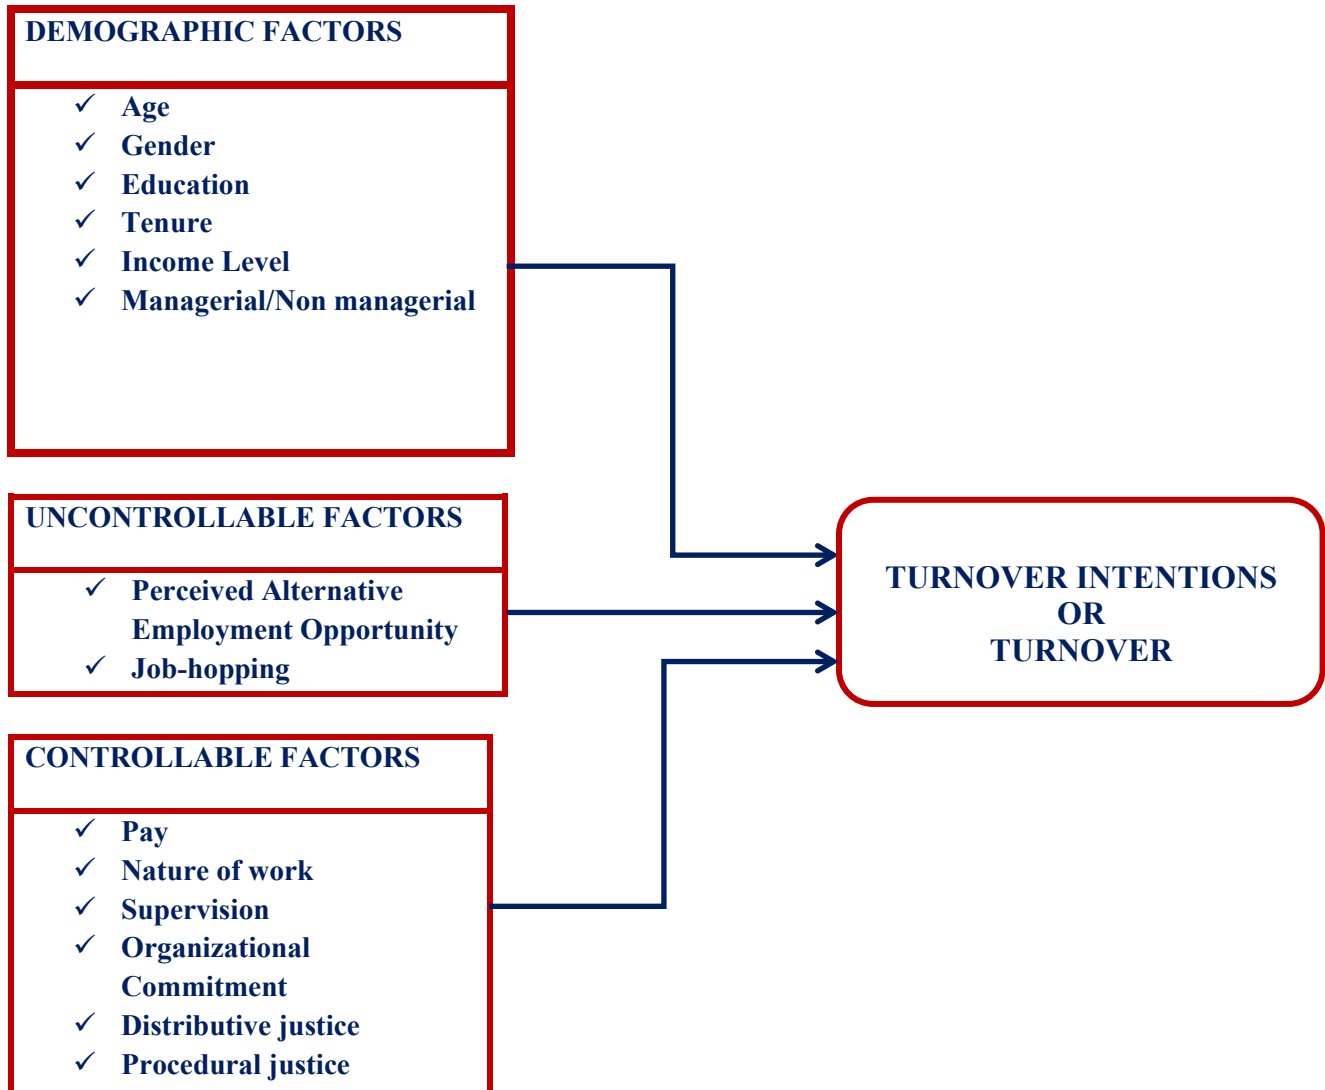 DEMOGRAPHIC FACTORS
✓ Age
✓ Gender
✓ Education
✓ Tenure
✓ Income Level
✓ Managerial/Non managerial
UNCONTROLLABLE FACTORS
✓ Perceived Alternative
Employment Opportunity
✓ Job-hopping
TURNOVER INTENTIONS
OR
TURNOVER
CONTROLLABLE FACTORS
✓ Pay
✓ Nature of work
✓ Supervision
✓ Organizational
Commitment
✓ Distributive justice
✓ Procedural justice